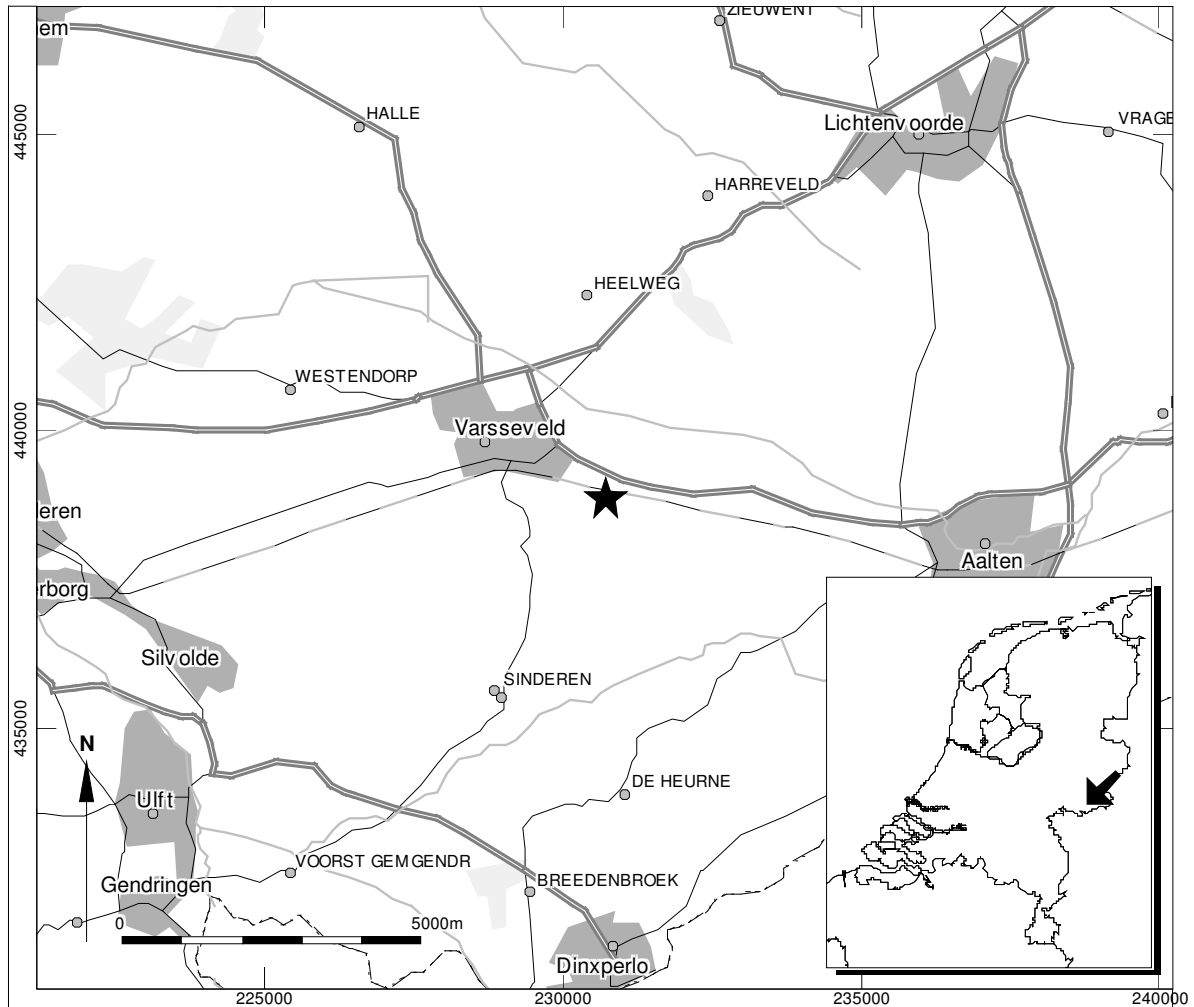 ZIEUWENT
em
HALLE
445000
Lichtenvoorde
VRAGE
HARREVELD
HEELWEG
WESTENDORP
440000
Varsseveld
eren
Aalten
erborg
Silvolde
SINDEREN
435000
N
DE HEURNE
Ulft
VOORST GEM GENDR
BREEDENBROEK
Gendringen
0
5000m
Dinxperlo
225000
230000
235000
240000